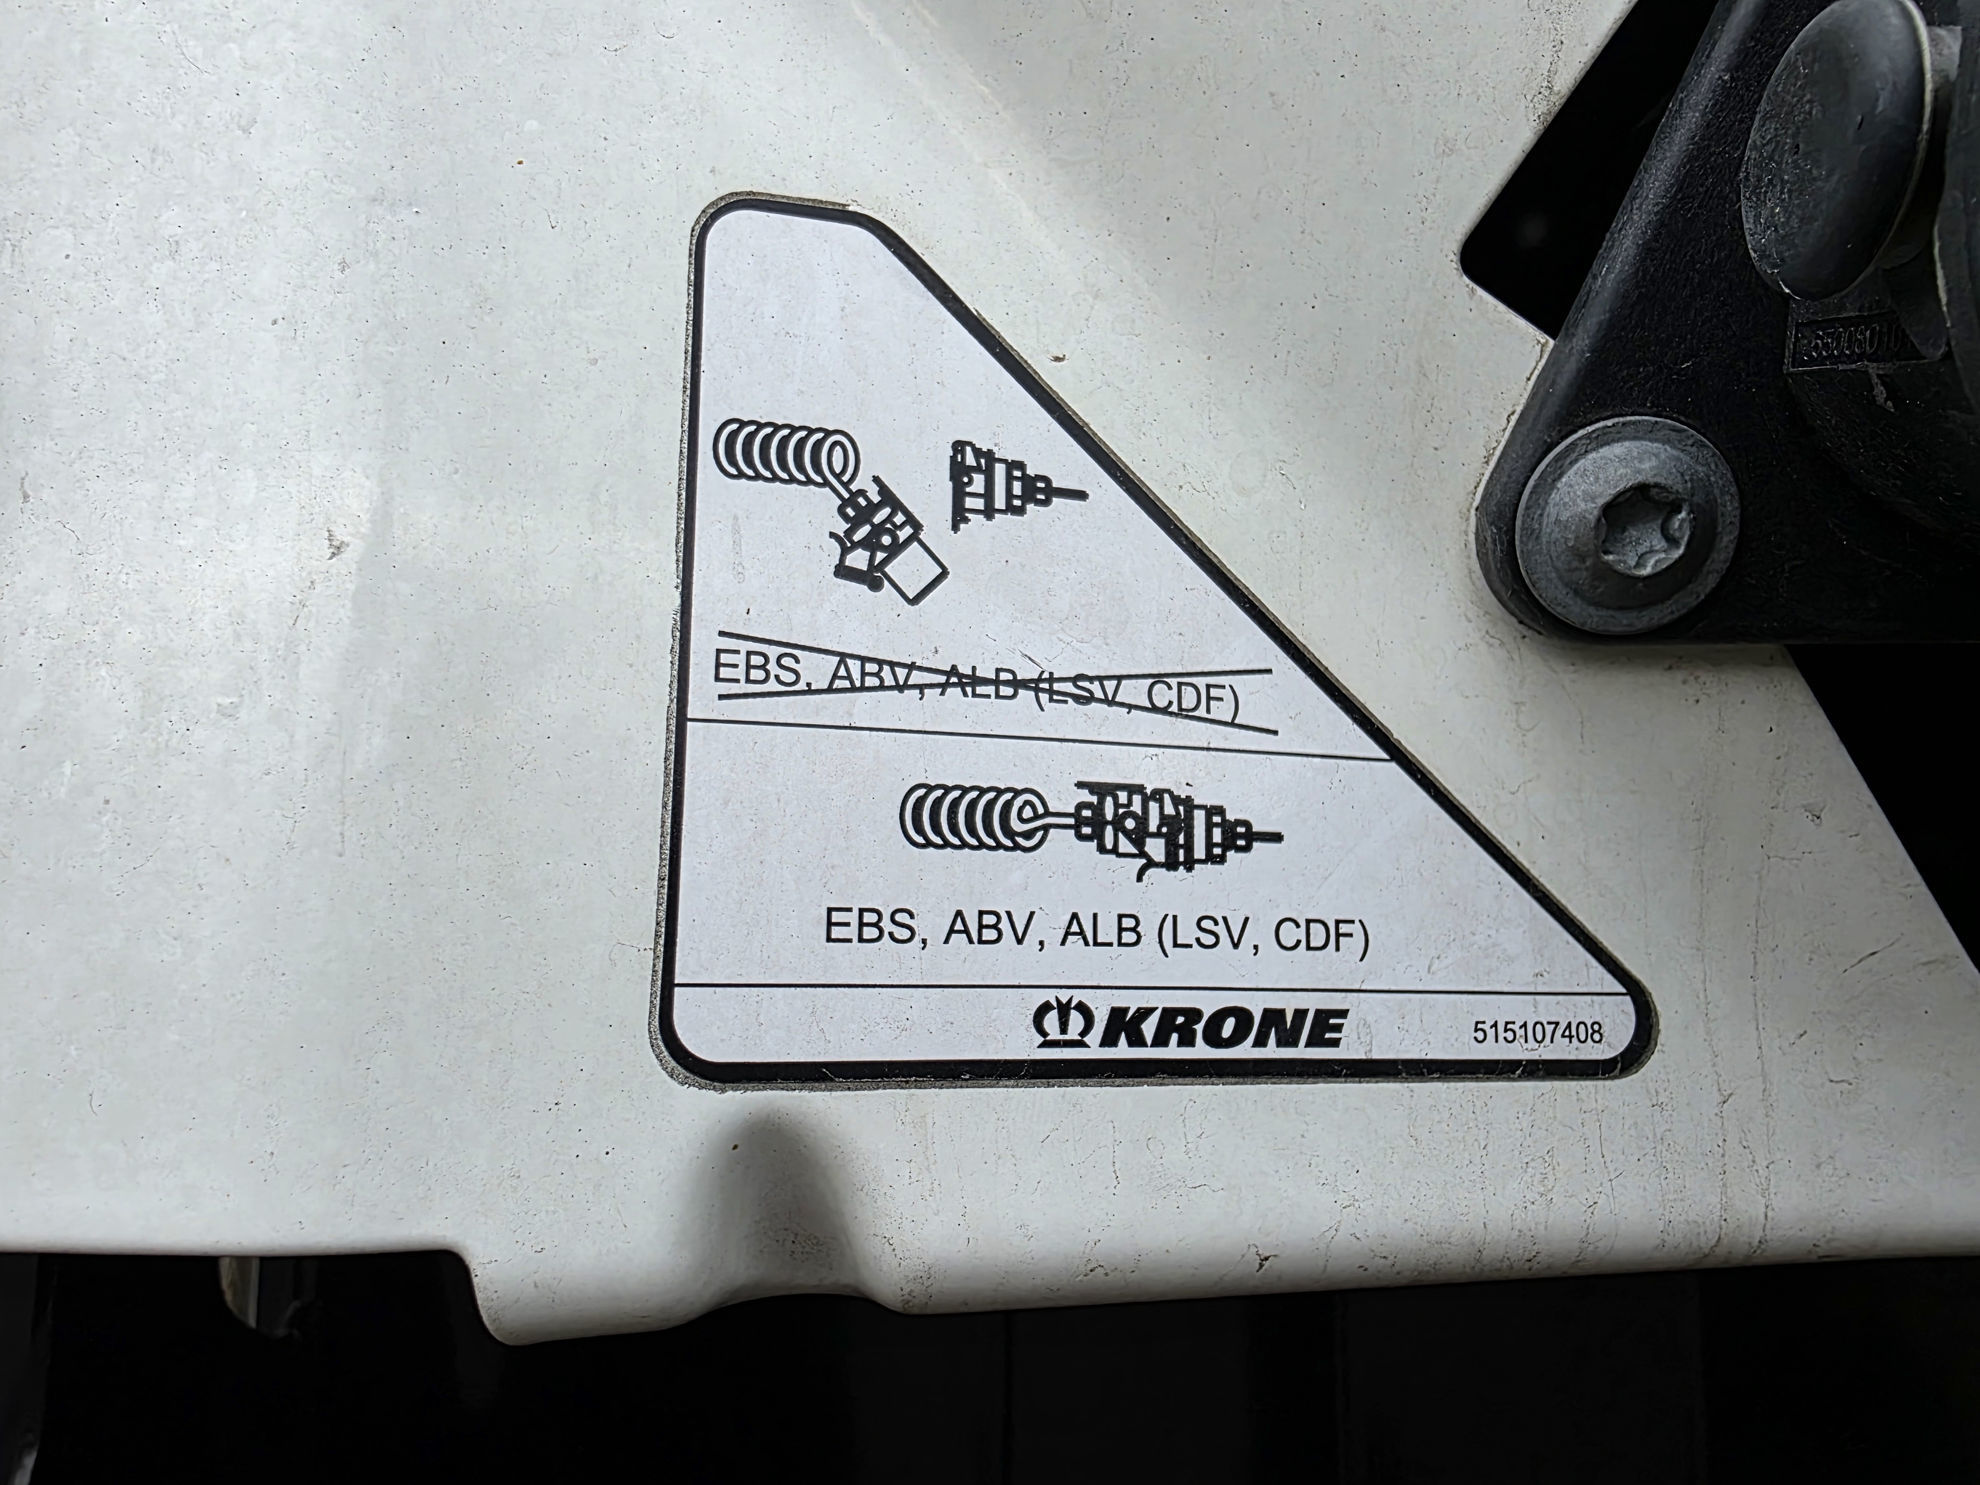 EBS, ABV, ALB (LSV, CDF)
EBS, ABV, ALB (LSV, CDF)
KRONE 515107408